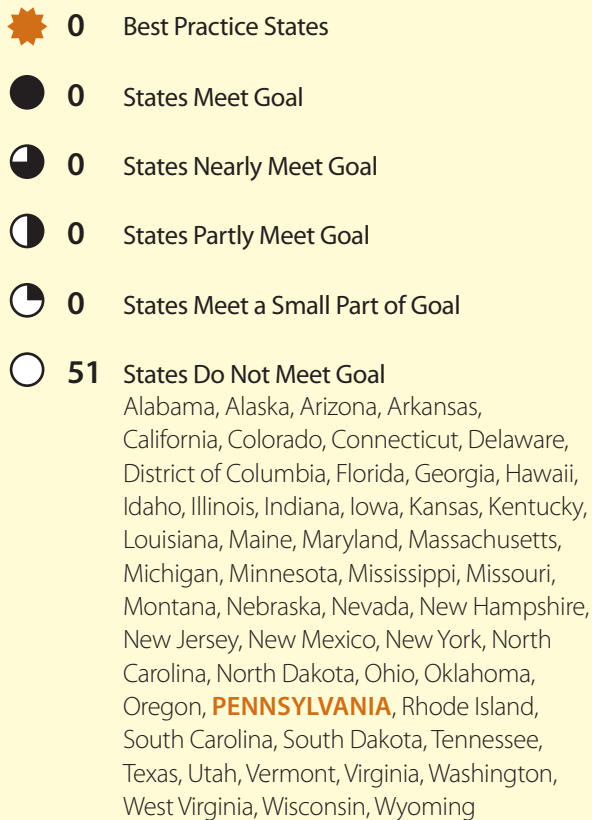 0 Best Practice States
0 States Meet Goal
0 States Nearly Meet Goal
0 States Partly Meet Goal
0 States Meet a Small Part of Goal
51 States Do Not Meet Goal
Alabama, Alaska, Arizona, Arkansas,
California, Colorado, Connecticut, Delaware,
District of Columbia, Florida, Georgia, Hawaii,
Idaho, Illinois, Indiana, Iowa, Kansas, Kentucky,
Louisiana, Maine, Maryland, Massachusetts,
Michigan, Minnesota, Mississippi, Missouri,
Montana, Nebraska, Nevada, New Hampshire,
New Jersey, New Mexico, New York, North
Carolina, North Dakota, Ohio, Oklahoma,
Oregon, PENNSYLVANIA, Rhode Island,
South Carolina, South Dakota, Tennessee,
Texas, Utah, Vermont, Virginia, Washington,
West Virginia, Wisconsin, Wyoming